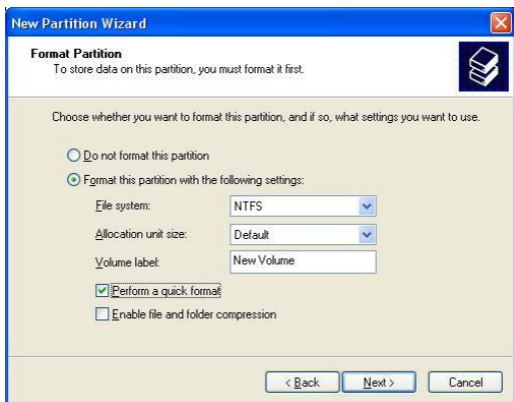 New Partition Wizard
Format Partition
To store data on this partition, you must format it first.
Choose whether you want to format this partition, and if so, what settings you want to use.
Do not format this partition
Format this partition with the following settings:
File system: NTFS
Allocation unit size: Default
Volume label: New Volume
Perform a quick format
Enable file and folder compression
< Back Next > Cancel